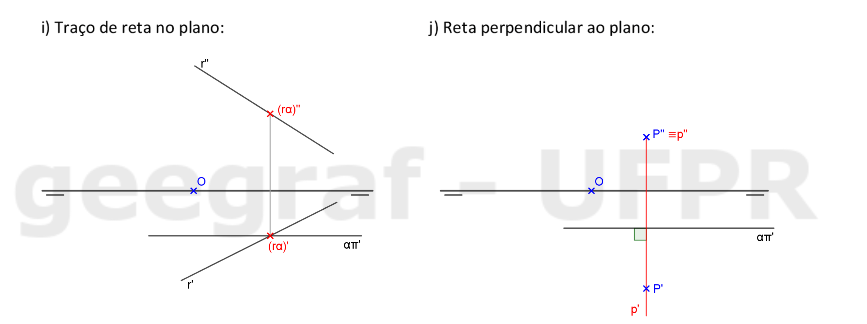 i) Traço de reta no plano:
j) Reta perpendicular ao plano:
r"
(rα)"
P" ≡p"
O
O
geegraf - UFPR
(rα)'
απ'
απ'
r'
P'
p'